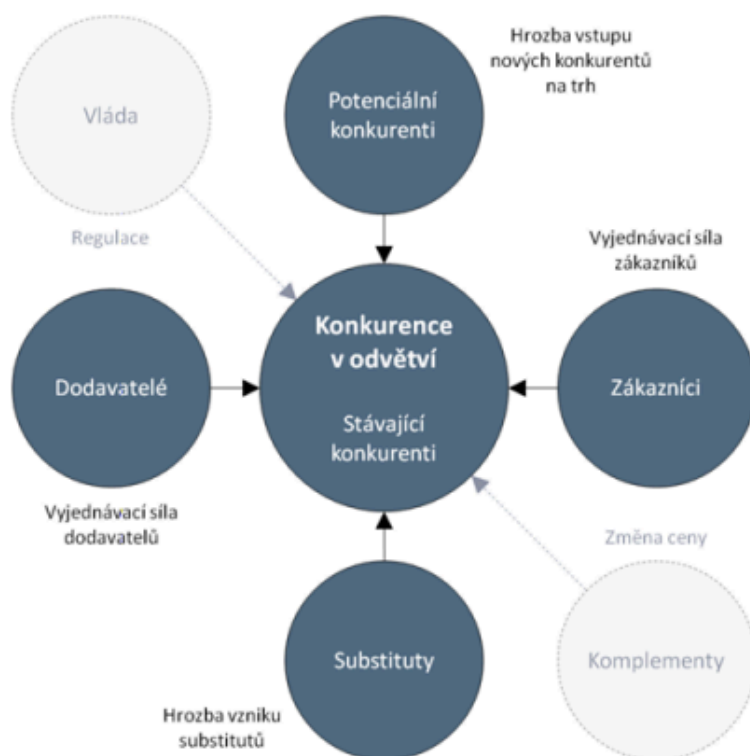 Hrozba vstupu
nových konkurentů
na trh
Potenciální
konkurenti
Vláda
Regulace
Vyjednávací síla
zákazníků
Konkurence
v odvětví
Stávající
konkurenti
Dodavatelé
Zákazníci
Vyjednávací síla
dodavatelů
Změna ceny
Substituty
Komplementy
Hrozba vzniku
substitutů